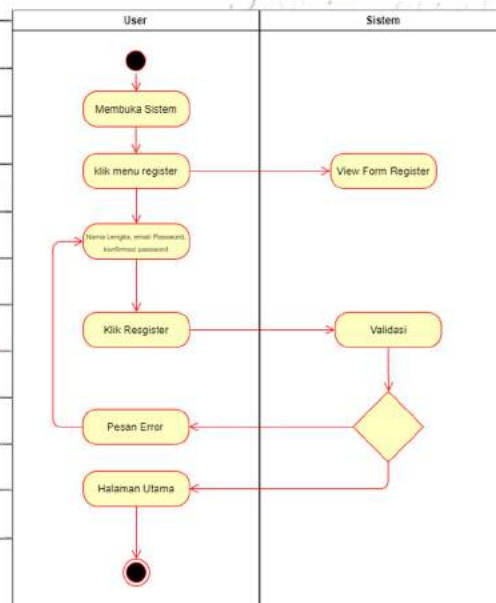 User
Sistem
Membuka Sistem
klik menu register
View Form Register
Nama Lengka, email Password,
konfirmasi password
Klik Resgister
Validasi
Pesan Error
Halaman Utama